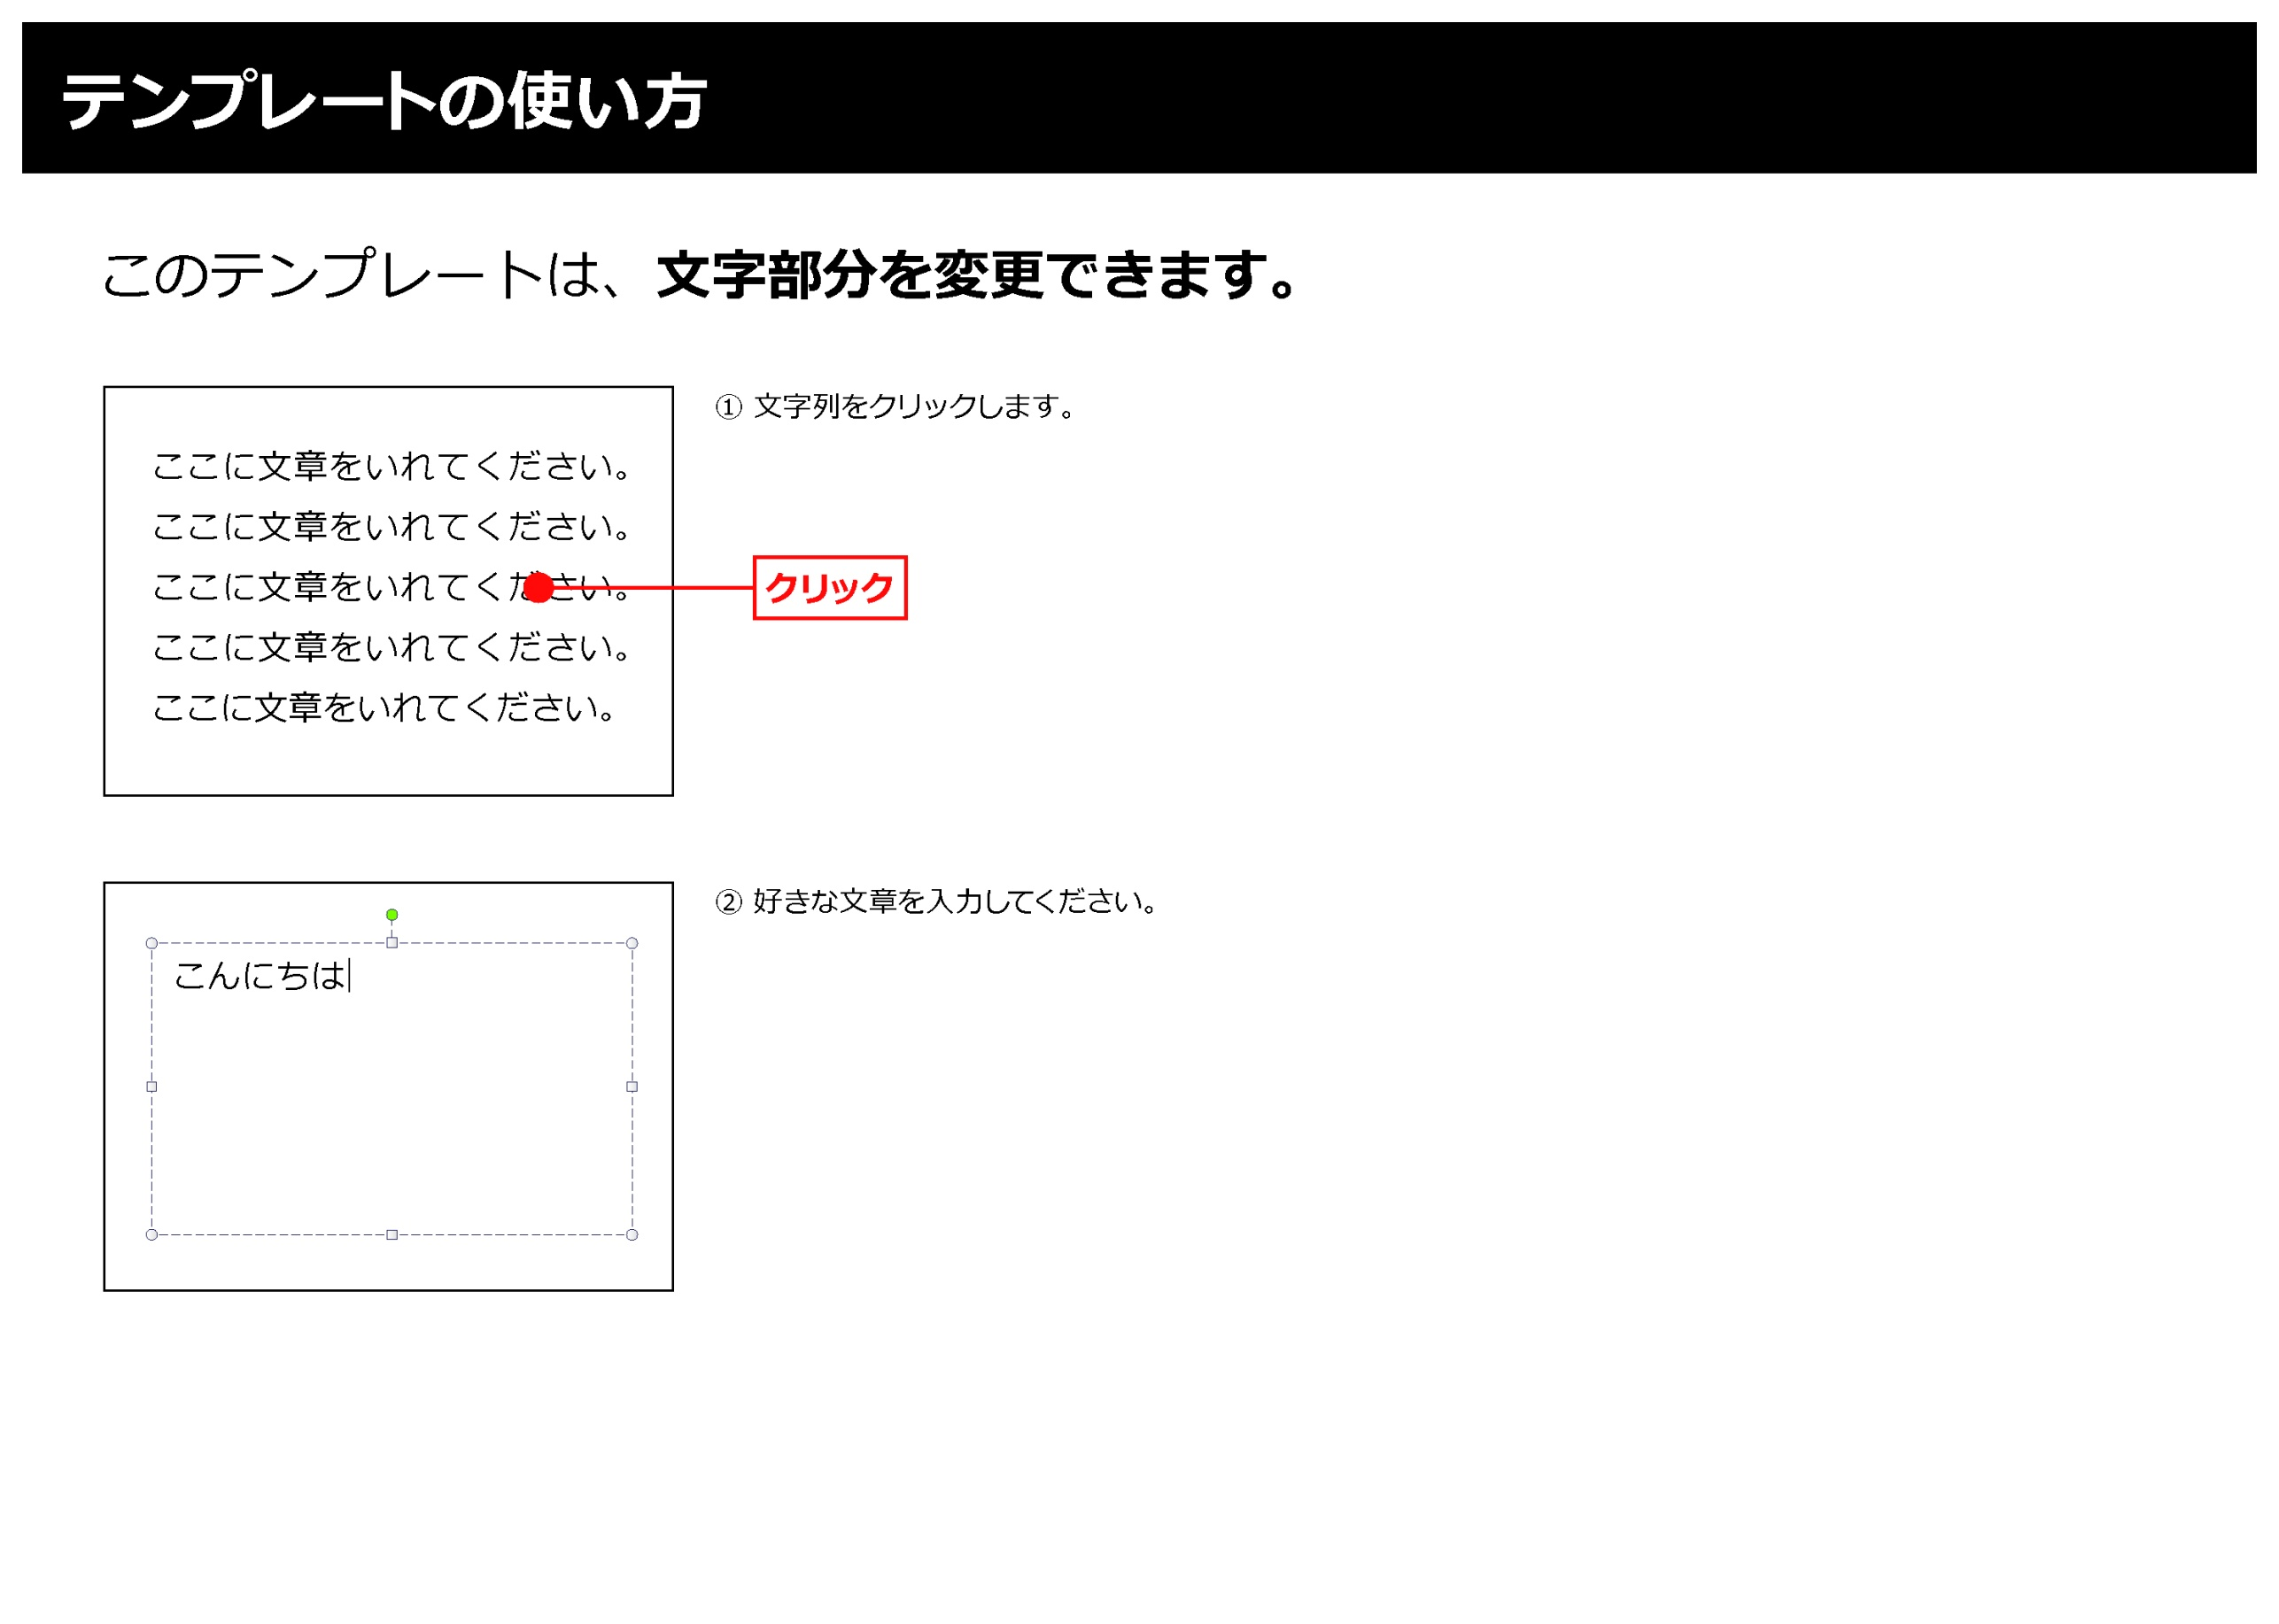 テンプレートの使い方
このテンプレートは、文字部分を変更できます。
① 文字列をクリックします。
ここに文章をいれてください。
ここに文章をいれてください。
ここに文章をいれてください。
クリック
ここに文章をいれてください。
ここに文章をいれてください。
② 好きな文章を入力してください。
こんにちは